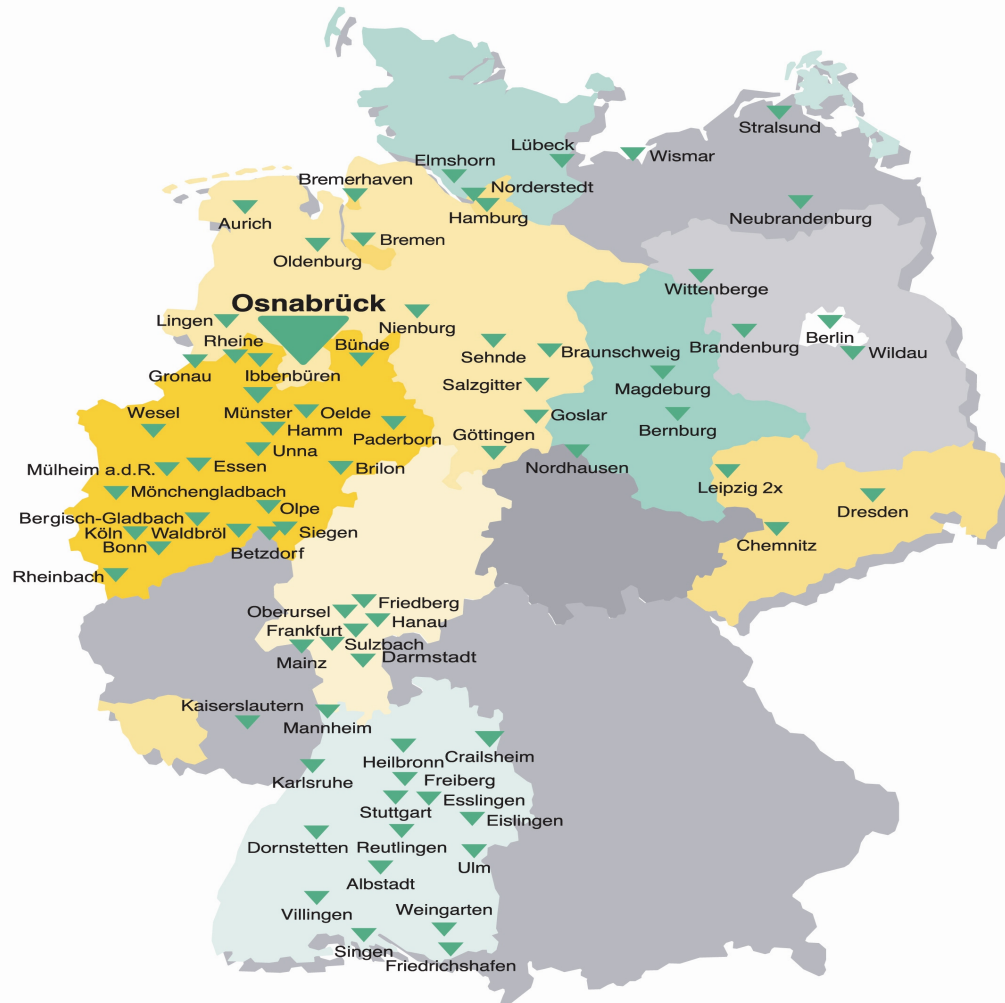 Stralsund
Lübeck
Wismar
Elmshorn
Bremerhaven
Norderstedt
Neubrandenburg
Hamburg
Aurich
Bremen
Oldenburg
Wittenberge
Osnabrück
Lingen
Nienburg
Rheine
Bünde
Brandenburg
Berlin
Sehnde
Braunschweig
Wildau
Gronau
Ibbenbüren
Salzgitter
Magdeburg
Wesel
Münster
Oelde
Goslar
Bernburg
Hamm
Paderborn
Göttingen
Unna
Mülheim a.d.R.
Essen
Brilon
Nordhausen
Mönchengladbach
Leipzig 2x
Olpe
Dresden
Bergisch-Gladbach
Köln
Waldbröl
Siegen
Chemnitz
Bonn
Betzdorf
Rheinbach
Friedberg
Oberursel
Hanau
Frankfurt
Sulzbach
Mainz
Darmstadt
Kaiserslautern
Mannheim
Crailsheim
Heilbronn
Karlsruhe
Freiberg
Esslingen
Stuttgart
Eislingen
Dornstetten
Reutlingen
Ulm
Albstadt
Weingarten
Villingen
Singen
Friedrichshafen